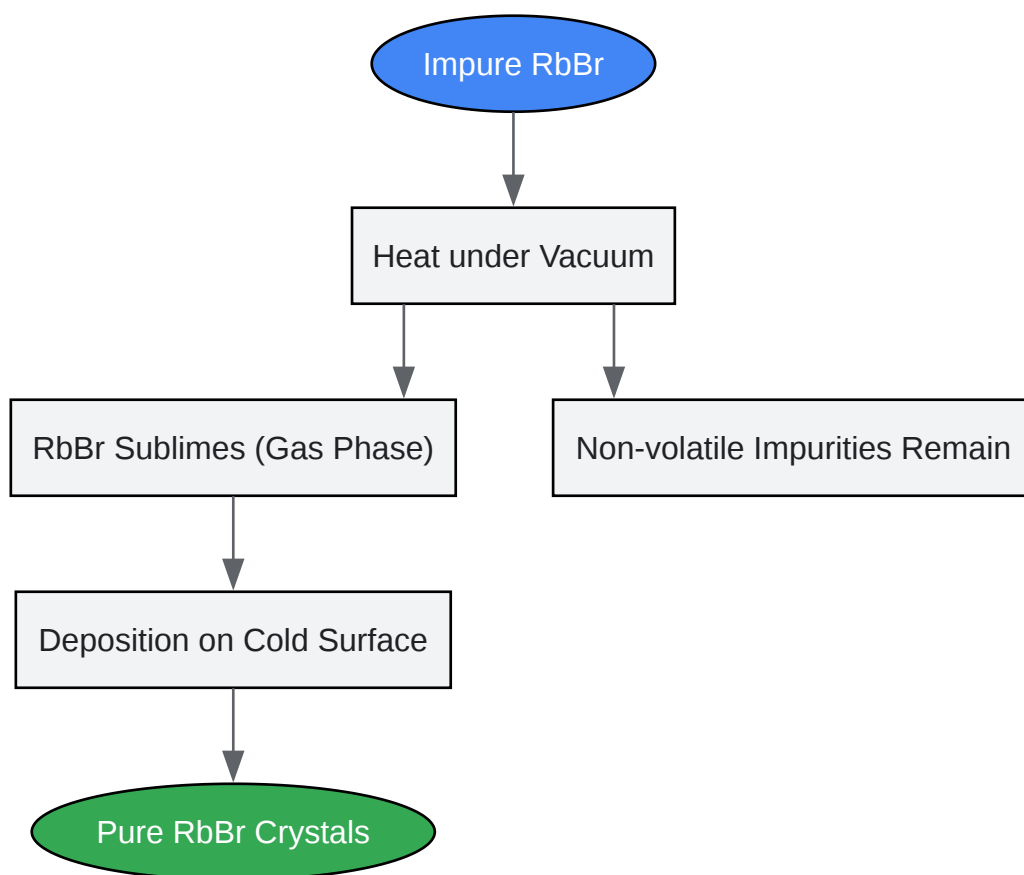 Impure RbBr
Heat under Vacuum
RbBr Sublimes (Gas Phase)
Non-volatile Impurities Remain
Deposition on Cold Surface
Pure RbBr Crystals